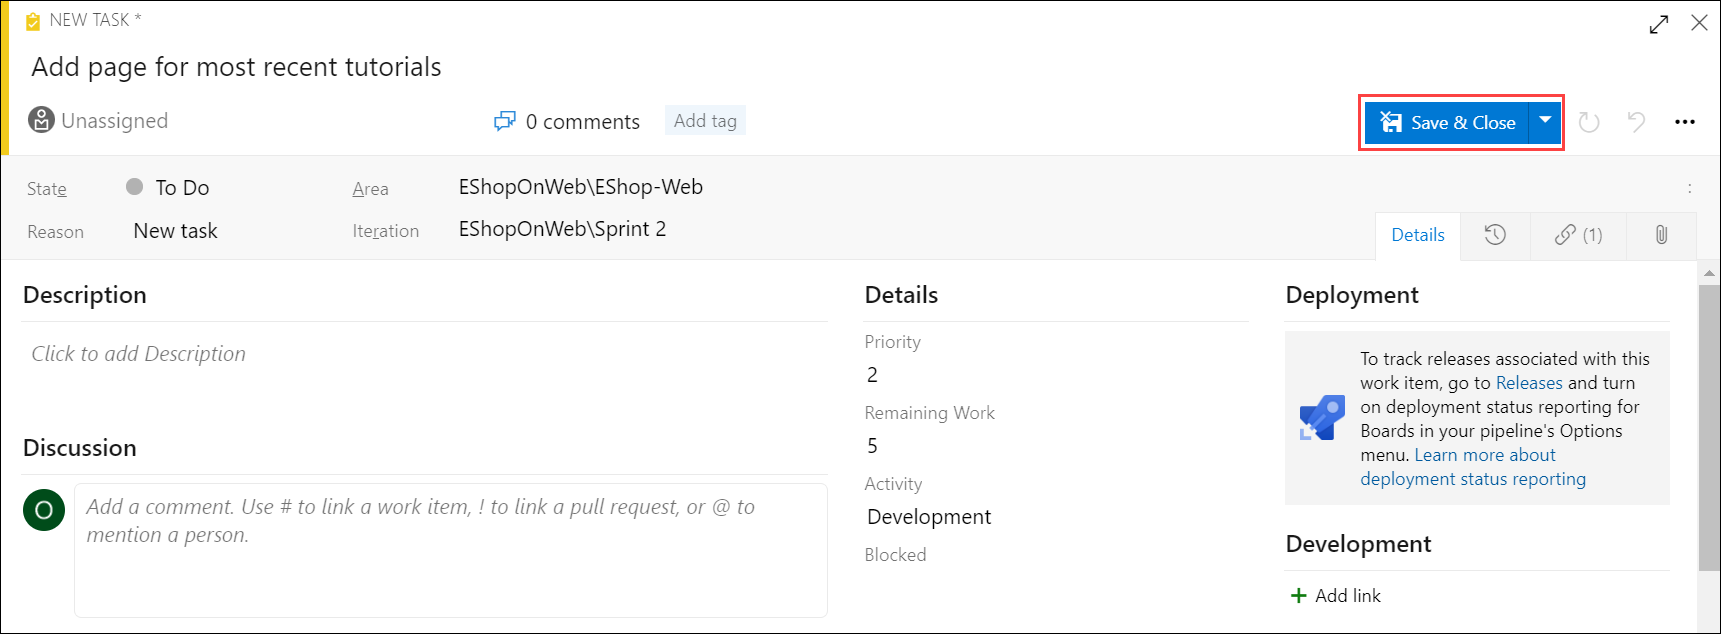 NEW TASK *
Add page for most recent tutorials
Unassigned
0 comments
Add tag
Save & Close
State
To Do
Area
EShopOnWeb\EShop-Web
Reason
New task
Iteration
EShopOnWeb\Sprint 2
Details
(1)
Description
Click to add Description
Discussion
O
Add a comment. Use # to link a work item, ! to link a pull request, or @ to
mention a person.
Details
Priority
2
Remaining Work
5
Activity
Development
Blocked
Deployment
To track releases associated with this
work item, go to Releases and turn
on deployment status reporting for
Boards in your pipeline's Options
menu. Learn more about
deployment status reporting
Development
+ Add link